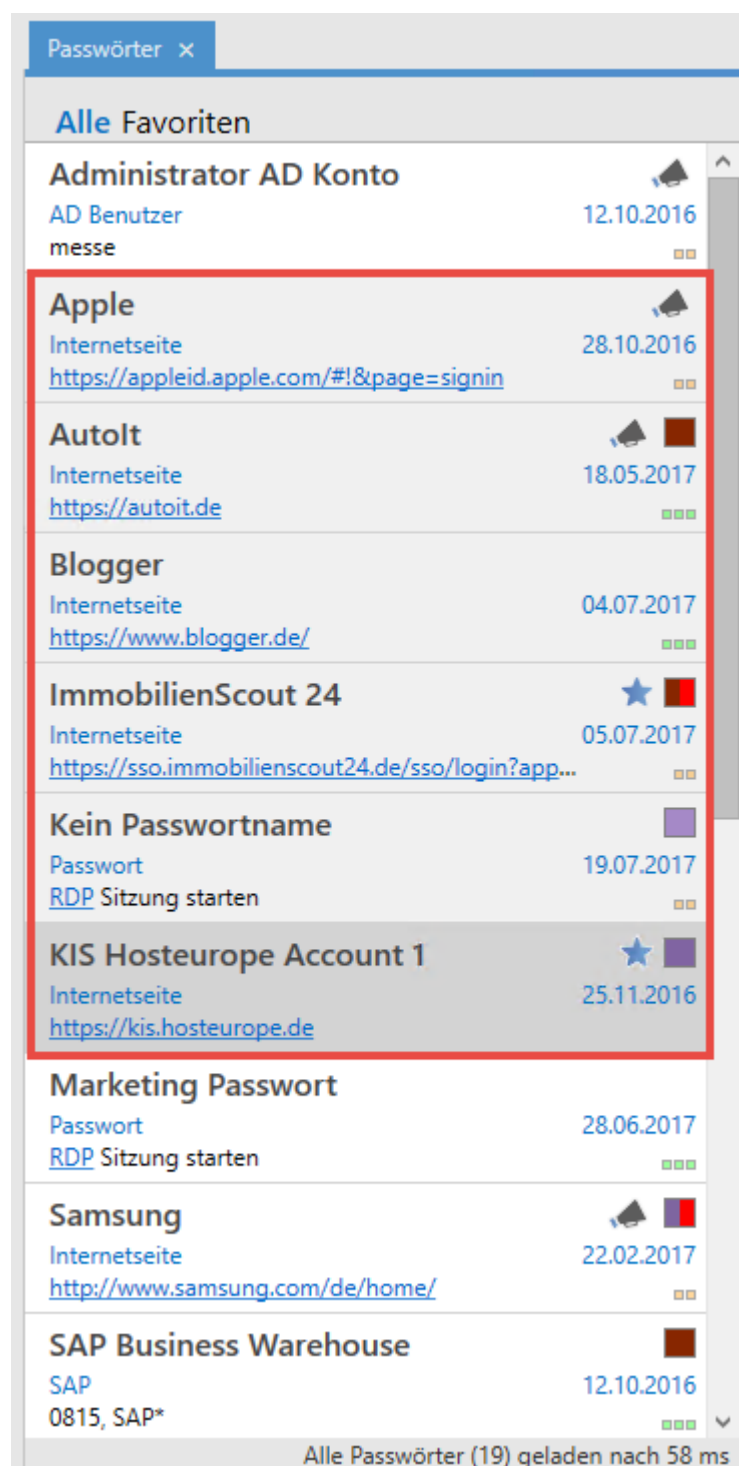 Passwörter ×
Alle Favoriten
Administrator AD Konto
AD Benutzer 12.10.2016
messe
Apple
Internetseite 28.10.2016
https://appleid.apple.com/#!&page=signin
AutoIt
Internetseite 18.05.2017
https://autoit.de
Blogger
Internetseite 04.07.2017
https://www.blogger.de/
ImmobilienScout 24
Internetseite 05.07.2017
https://sso.immobilienscout24.de/sso/login?app...
Kein Passwortname
Passwort 19.07.2017
RDP Sitzung starten
KIS Hosteurope Account 1
Internetseite 25.11.2016
https://kis.hosteurope.de
Marketing Passwort
Passwort 28.06.2017
RDP Sitzung starten
Samsung
Internetseite 22.02.2017
http://www.samsung.com/de/home/
SAP Business Warehouse
SAP 12.10.2016
0815, SAP*
Alle Passwörter (19) geladen nach 58 ms